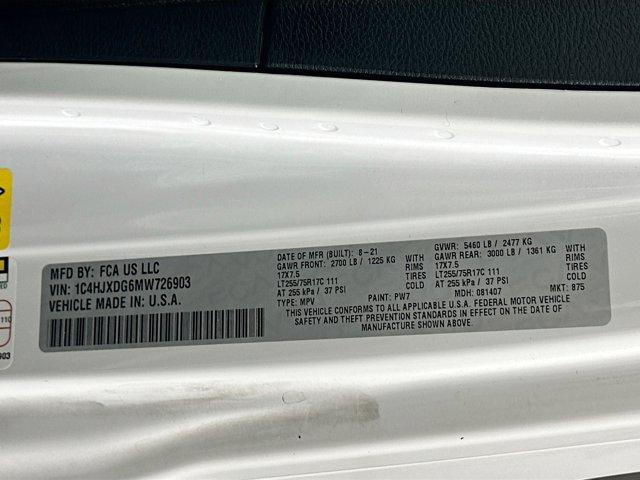 MFD BY: FCA US LLC
VIN: 1C4HJXDG6MW726903
VEHICLE MADE IN U.S.A.
DATE OF MFR (BUILT): 8-21
GAWR FRONT: 2700 LB / 1225 KG WITH
17X7.5 RIMS
LT255/75R17C 111 TIRES
AT 255 kPa / 37 PSI COLD
TYPE: MPV
GVWR: 5460 LB / 2477 KG
GAWR REAR: 3000 LB / 1361 KG WITH
17X7.5 RIMS
LT255/75R17C 111 TIRES
AT 255 kPa / 37 PSI COLD
PAINT: PW7 MDH: 081407 MKT: 875
THIS VEHICLE CONFORMS TO ALL APPLICABLE U.S.A. FEDERAL MOTOR VEHICLE
SAFETY AND THEFT PREVENTION STANDARDS IN EFFECT ON THE DATE OF
MANUFACTURE SHOWN ABOVE.
110
903